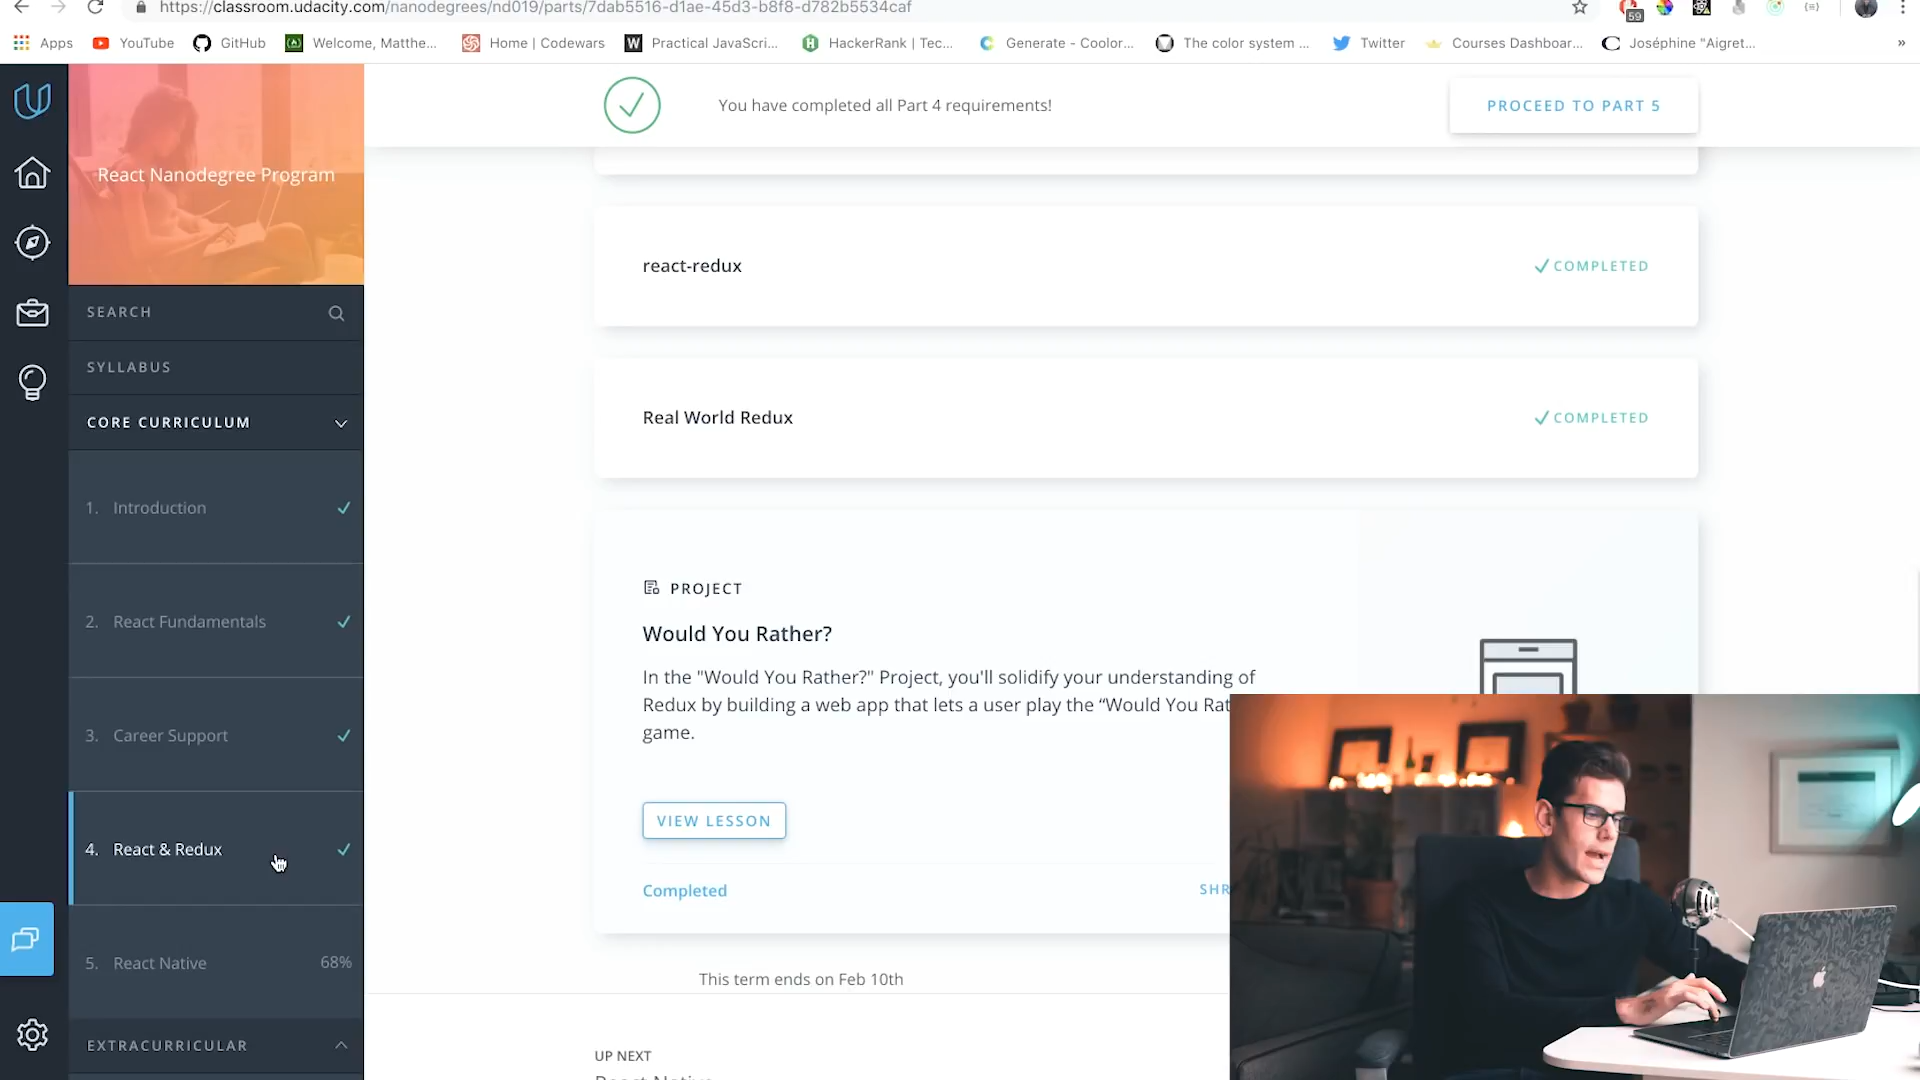 https://classroom.udacity.com/nanodegrees/nd019/parts/7dab5516-d1ae-45d3-b8f8-d782b5534caf
59
Apps
YouTube
GitHub
Welcome, Matthe...
Home | Codewars
Practical JavaScri...
HackerRank | Tec...
Generate - Coolor...
The color system ...
Twitter
Courses Dashboar...
Joséphine "Aigret...
»
React Nanodegree Program
SEARCH
SYLLABUS
CORE CURRICULUM
1. Introduction
2. React Fundamentals
3. Career Support
4. React & Redux
5. React Native 68%
EXTRACURRICULAR
You have completed all Part 4 requirements!
PROCEED TO PART 5
react-redux
COMPLETED
Real World Redux
COMPLETED
PROJECT
Would You Rather?
In the "Would You Rather?" Project, you'll solidify your understanding of
Redux by building a web app that lets a user play the “Would You Rat
game.
VIEW LESSON
Completed
SHR
This term ends on Feb 10th
UP NEXT
React Native